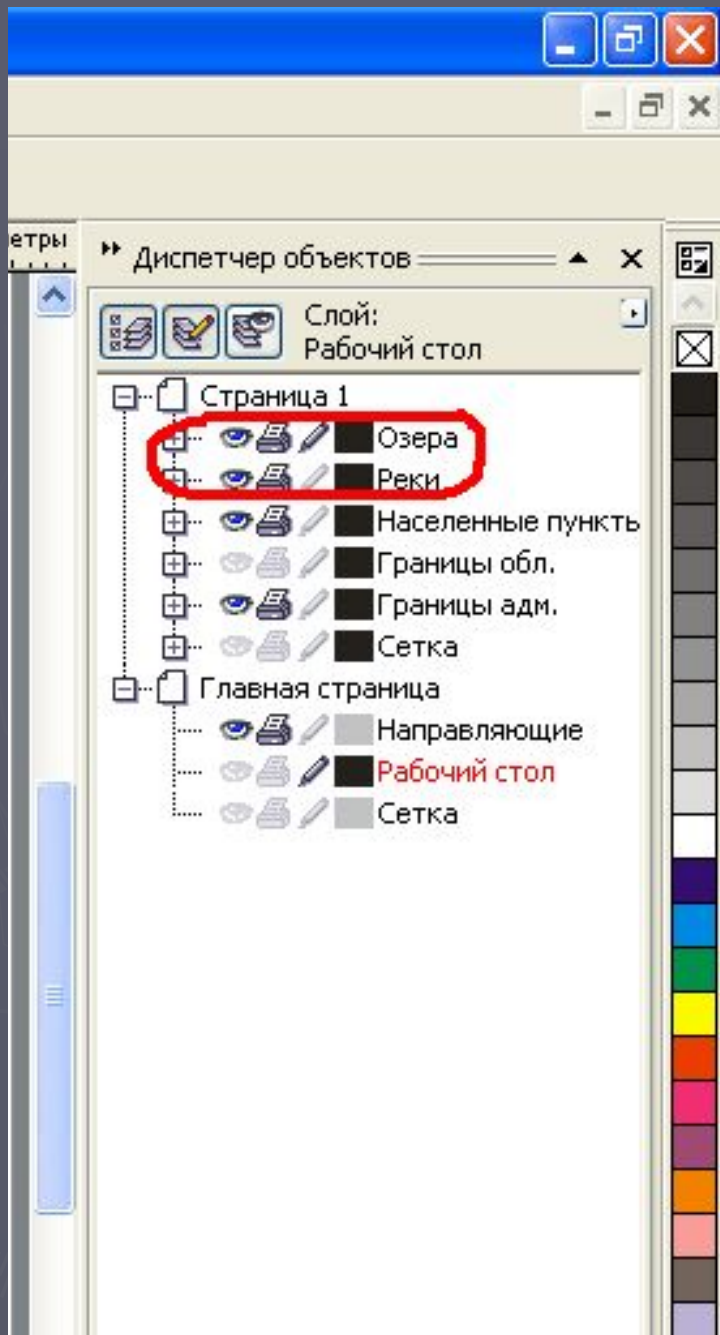 етры
Диспетчер объектов
Слой:
Рабочий стол
Страница 1
Озера
Реки
Населенные пункть
Границы обл.
Границы адм.
Сетка
Главная страница
Направляющие
Рабочий стол
Сетка